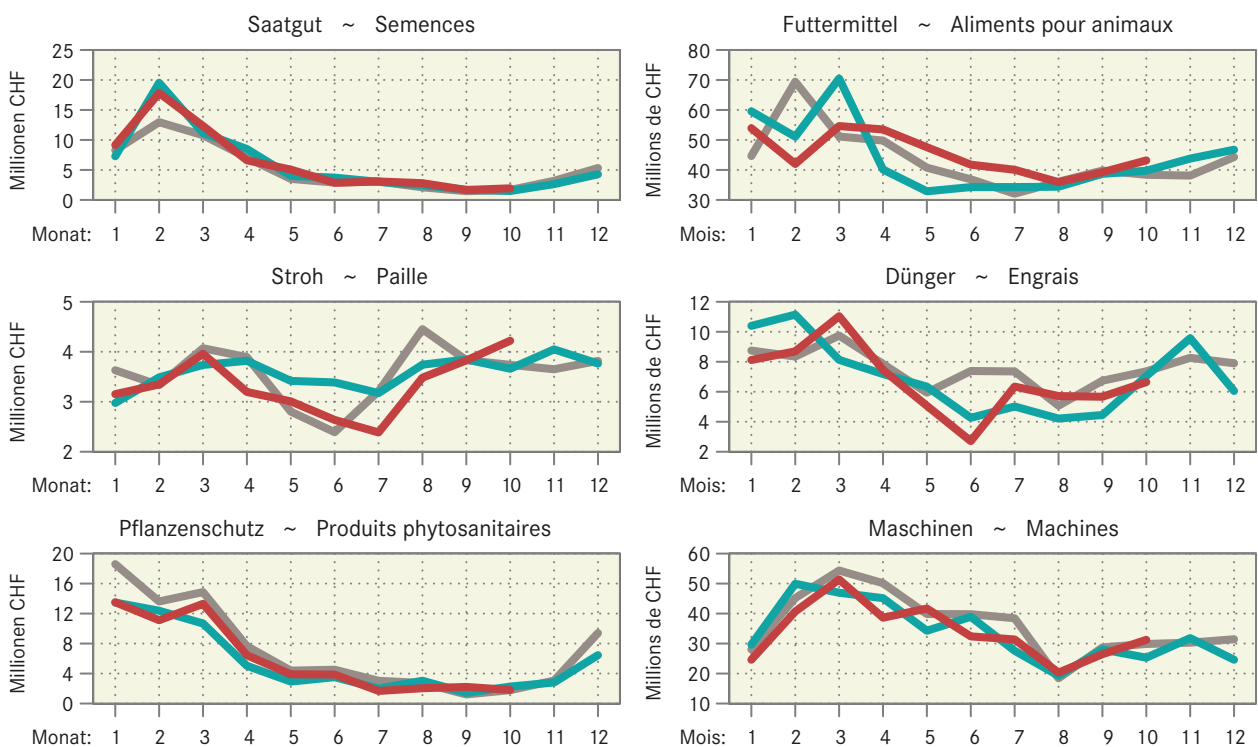 Saatgut ~ Semences
Millionen CHF
25
20
15
10
5
0
Monat: 1 2 3 4 5 6 7 8 9 10 11 12
Futtermittel ~ Aliments pour animaux
Millions de CHF
80
70
60
50
40
30
Mois: 1 2 3 4 5 6 7 8 9 10 11 12
Stroh ~ Paille
Millionen CHF
5
4
3
2
Monat: 1 2 3 4 5 6 7 8 9 10 11 12
Dünger ~ Engrais
Millions de CHF
12
10
8
6
4
2
Mois: 1 2 3 4 5 6 7 8 9 10 11 12
Pflanzenschutz ~ Produits phytosanitaires
Millionen CHF
20
16
12
8
4
0
Monat: 1 2 3 4 5 6 7 8 9 10 11 12
Maschinen ~ Machines
Millions de CHF
60
50
40
30
20
10
Mois: 1 2 3 4 5 6 7 8 9 10 11 12